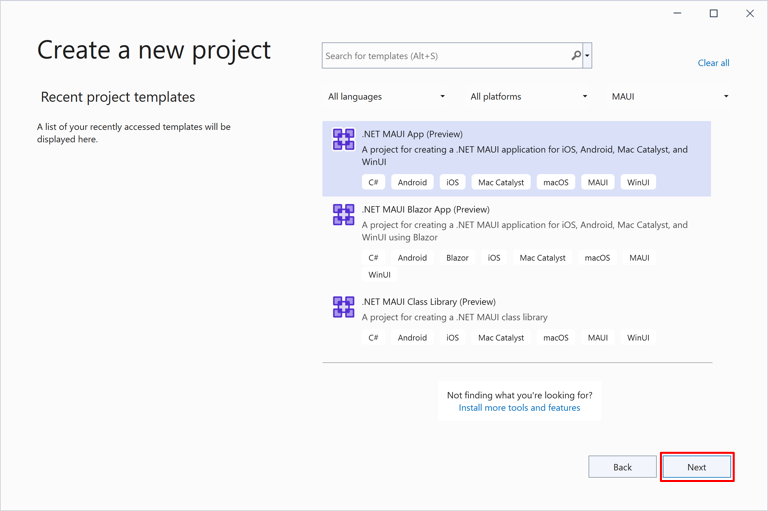 Create a new project
Search for templates (Alt+S)
Clear all
Recent project templates
All languages
All platforms
MAUI
A list of your recently accessed templates will be
displayed here.
.NET MAUI App (Preview)
A project for creating a .NET MAUI application for iOS, Android, Mac Catalyst, and
WinUI
C# Android iOS Mac Catalyst macOS MAUI WinUI
.NET MAUI Blazor App (Preview)
A project for creating a .NET MAUI application for iOS, Android, Mac Catalyst, and
WinUI using Blazor
C# Android Blazor iOS Mac Catalyst macOS MAUI
WinUI
.NET MAUI Class Library (Preview)
A project for creating a .NET MAUI class library
C# Android iOS Mac Catalyst macOS MAUI WinUI
Not finding what you're looking for?
Install more tools and features
Back
Next